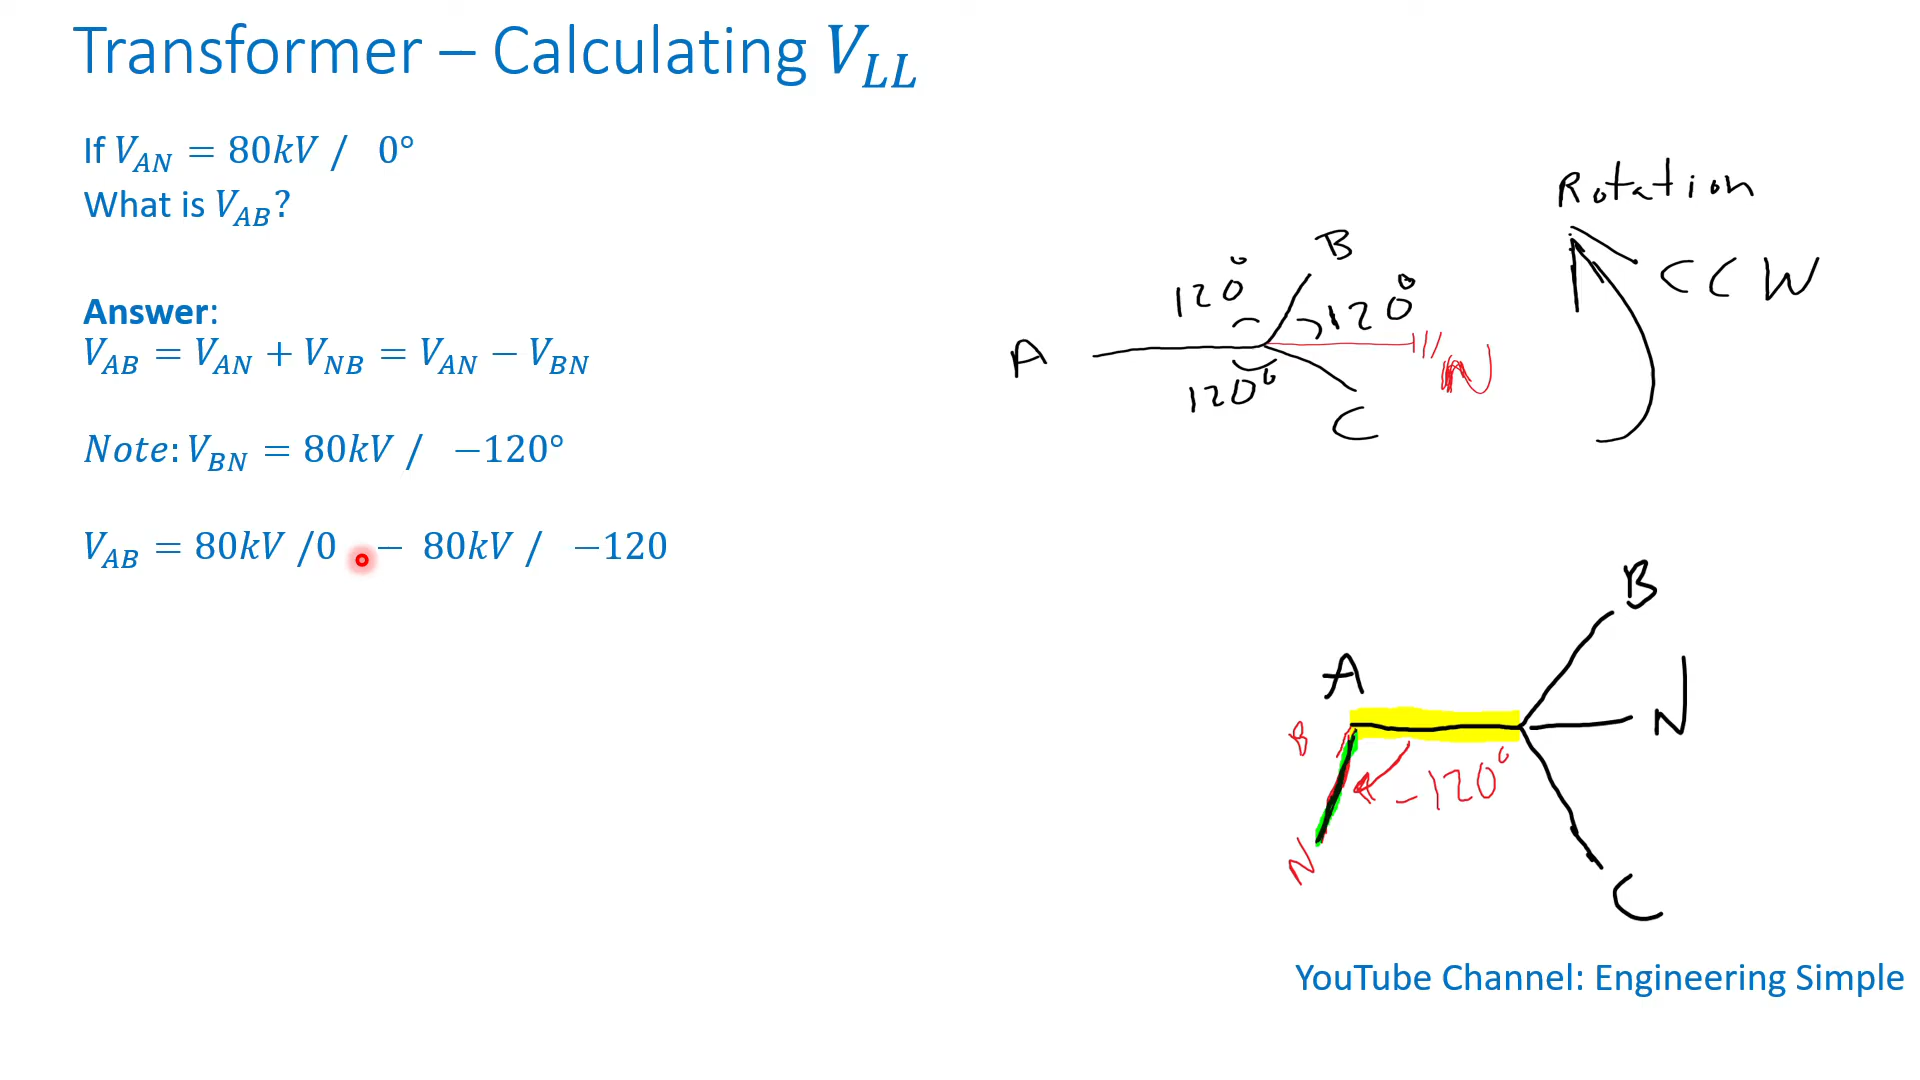 Transformer – Calculating V_LL
If V_AN = 80kV / 0°
What is V_AB?
Answer:
V_AB = V_AN + V_NB = V_AN − V_BN
Note: V_BN = 80kV / −120°
V_AB = 80kV /0 − 80kV / −120
Rotation
CCW
B
120°
120°
A
N
120°
C
B
A
N
B
-120°
N
C
YouTube Channel: Engineering Simple